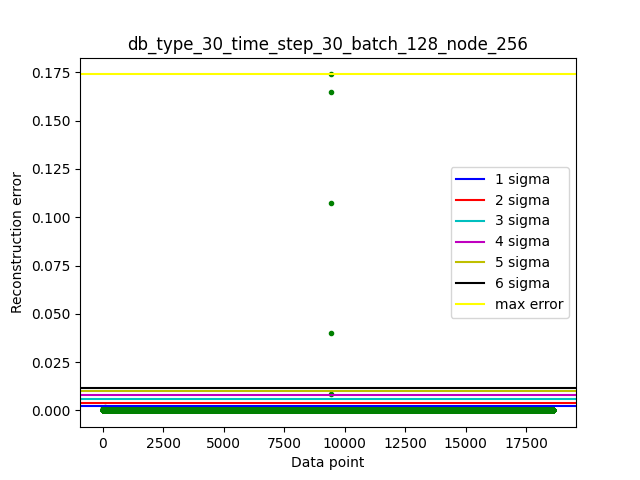 db_type_30_time_step_30_batch_128_node_256
Reconstruction error
0.175
0.150
0.125
0.100
0.075
0.050
0.025
0.000
1 sigma
2 sigma
3 sigma
4 sigma
5 sigma
6 sigma
max error
0 2500 5000 7500 10000 12500 15000 17500
Data point